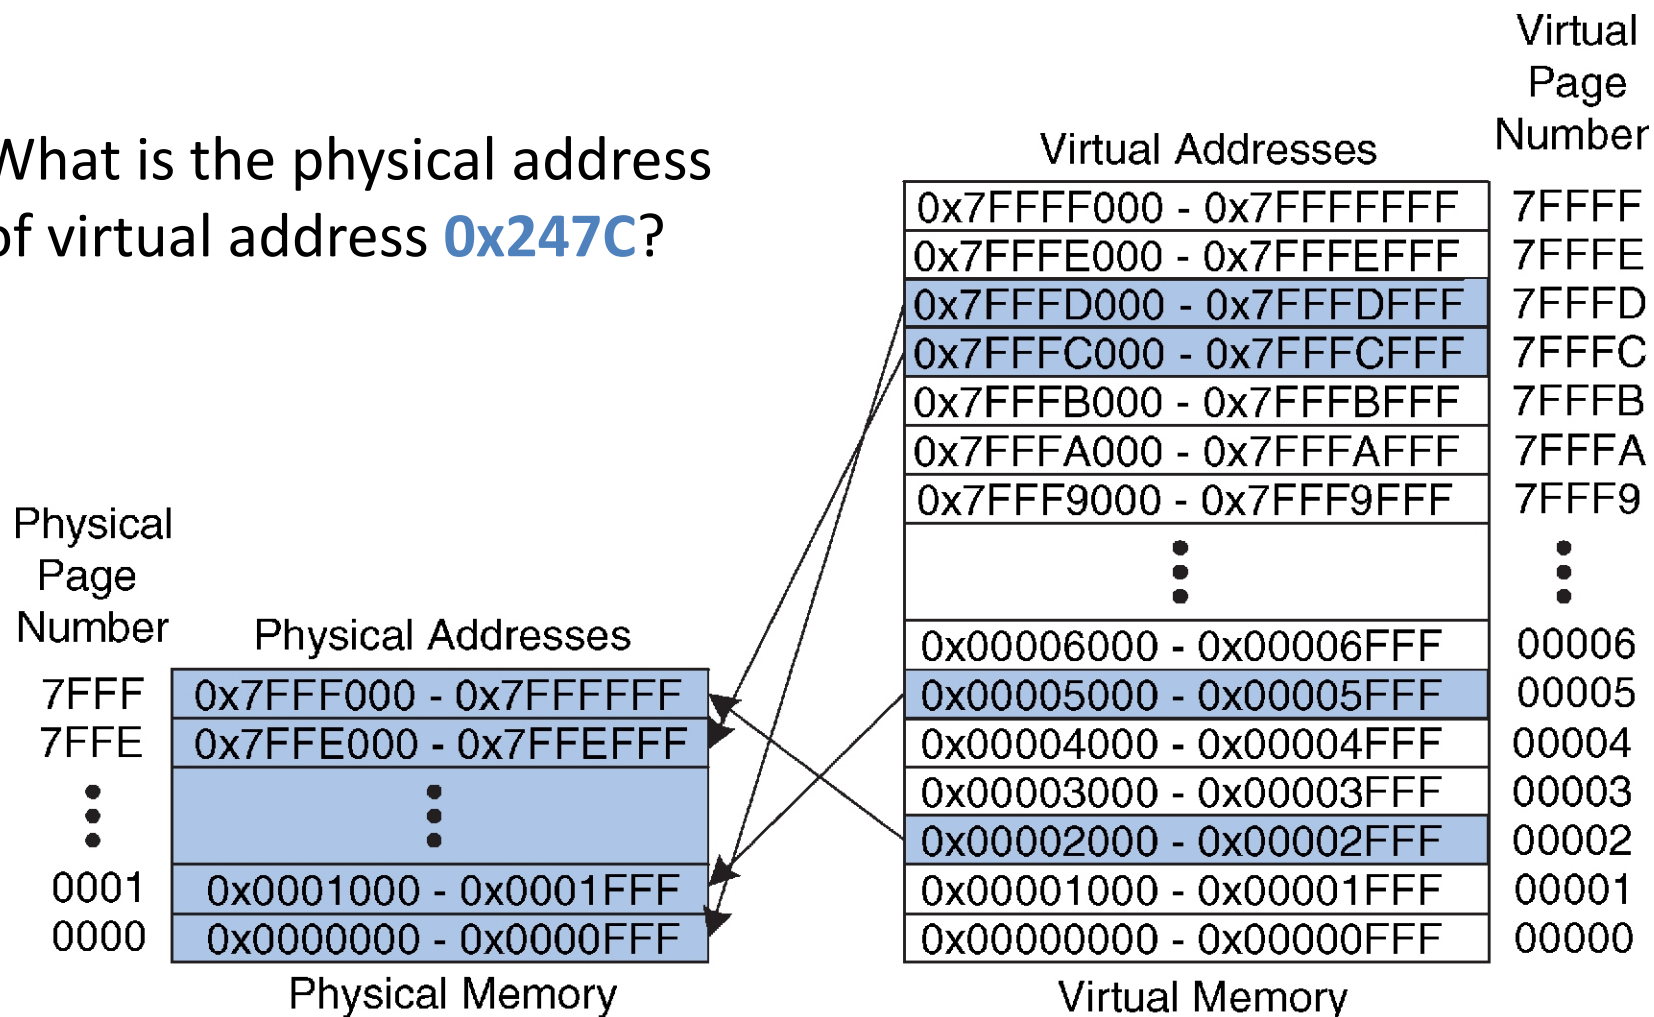 What is the physical address
of virtual address 0x247C?
Virtual
Page
Number
Virtual Addresses
0x7FFFF000 - 0x7FFFFFFF 7FFFF
0x7FFFE000 - 0x7FFFEFFF 7FFFE
0x7FFFD000 - 0x7FFFDFFF 7FFFD
0x7FFFC000 - 0x7FFFCFFF 7FFFC
0x7FFFB000 - 0x7FFFBFFF 7FFFB
0x7FFFA000 - 0x7FFFAFFF 7FFFA
0x7FFF9000 - 0x7FFF9FFF 7FFF9
0x00006000 - 0x00006FFF 00006
0x00005000 - 0x00005FFF 00005
0x00004000 - 0x00004FFF 00004
0x00003000 - 0x00003FFF 00003
0x00002000 - 0x00002FFF 00002
0x00001000 - 0x00001FFF 00001
0x00000000 - 0x00000FFF 00000
Virtual Memory
Physical
Page
Number
Physical Addresses
7FFF 0x7FFF000 - 0x7FFFFFF
7FFE 0x7FFE000 - 0x7FFEFFF
0001 0x0001000 - 0x0001FFF
0000 0x0000000 - 0x0000FFF
Physical Memory